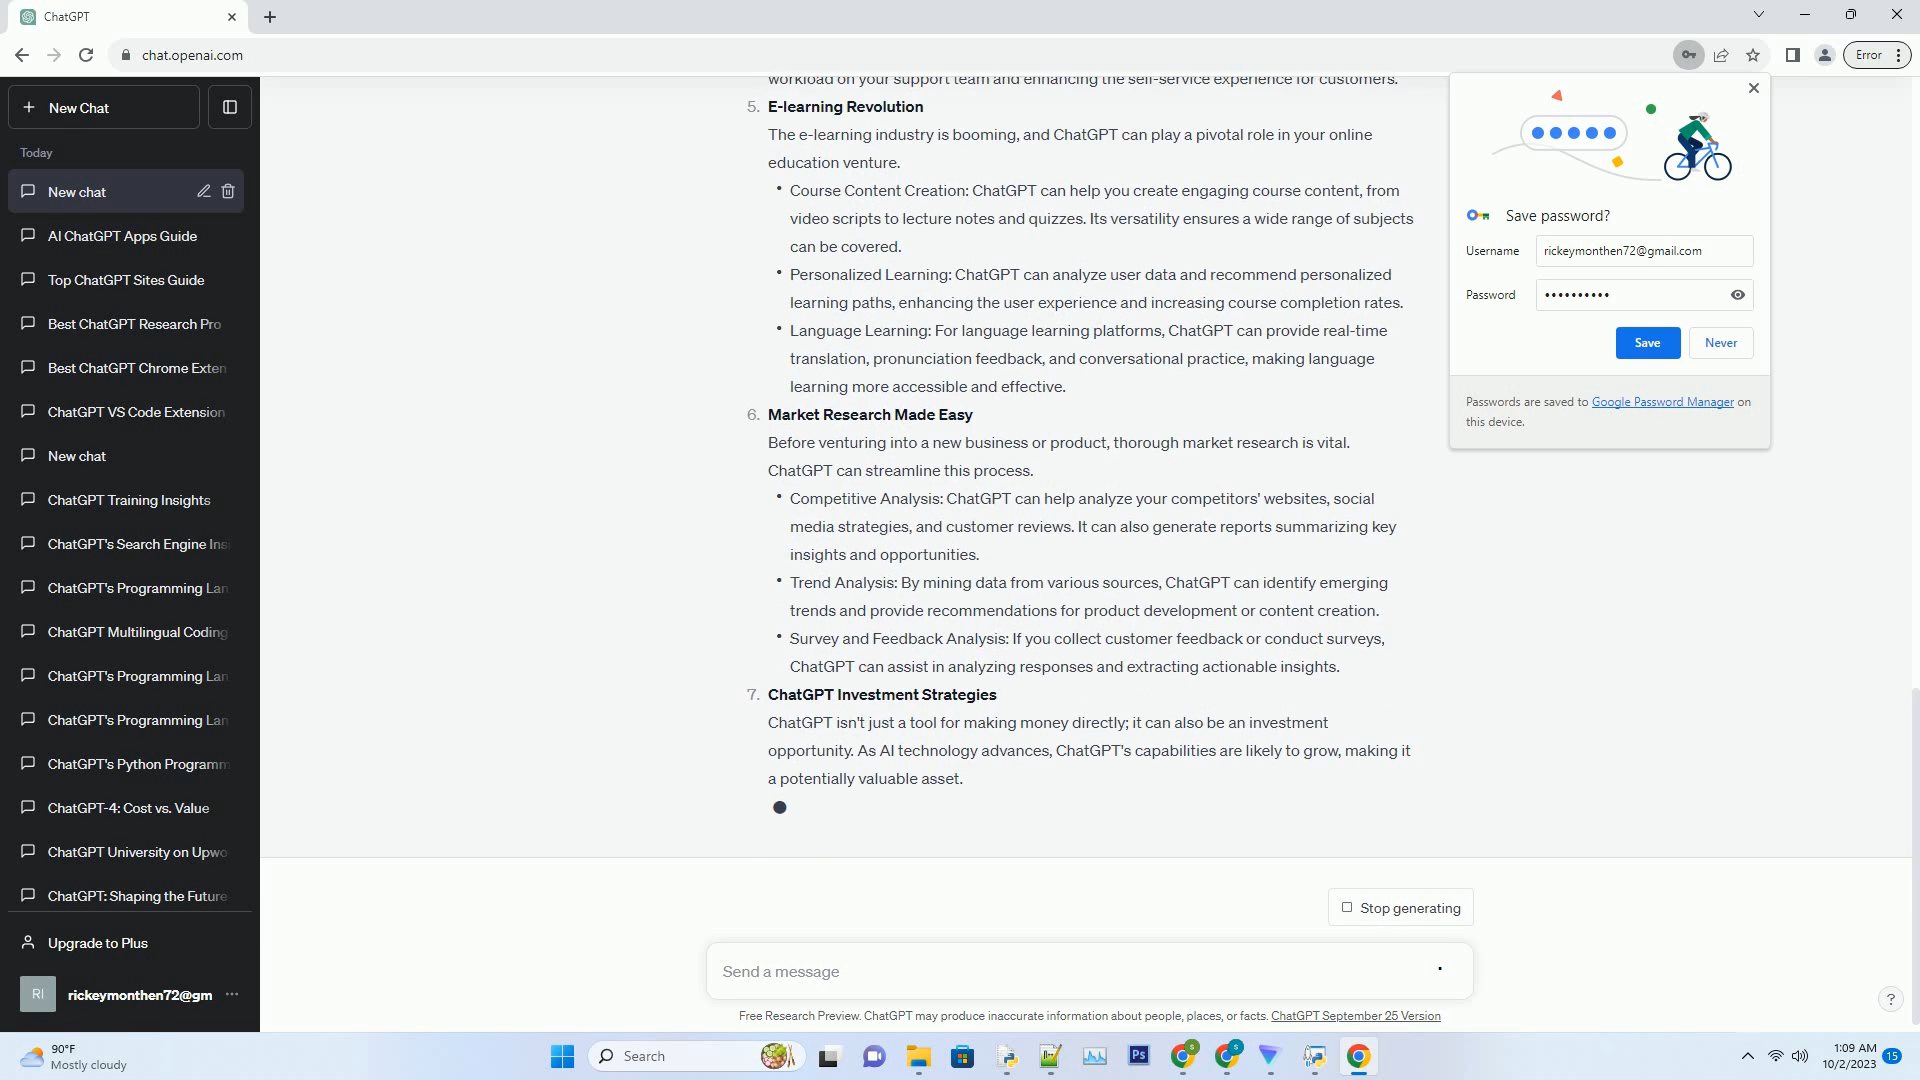 ChatGPT
chat.openai.com
Error
New Chat
Today
New chat
AI ChatGPT Apps Guide
Top ChatGPT Sites Guide
Best ChatGPT Research Pro
Best ChatGPT Chrome Exten
ChatGPT VS Code Extension
New chat
ChatGPT Training Insights
ChatGPT's Search Engine Ins
ChatGPT's Programming Lan
ChatGPT Multilingual Coding
ChatGPT's Programming Lan
ChatGPT's Programming Lan
ChatGPT's Python Programm
ChatGPT-4: Cost vs. Value
ChatGPT University on Upwo
ChatGPT: Shaping the Future
Upgrade to Plus
RI
rickeymonthen72@gm
workload on your support team and enhancing the self-service experience for customers.
5. E-learning Revolution
The e-learning industry is booming, and ChatGPT can play a pivotal role in your online
education venture.
• Course Content Creation: ChatGPT can help you create engaging course content, from
video scripts to lecture notes and quizzes. Its versatility ensures a wide range of subjects
can be covered.
• Personalized Learning: ChatGPT can analyze user data and recommend personalized
learning paths, enhancing the user experience and increasing course completion rates.
• Language Learning: For language learning platforms, ChatGPT can provide real-time
translation, pronunciation feedback, and conversational practice, making language
learning more accessible and effective.
6. Market Research Made Easy
Before venturing into a new business or product, thorough market research is vital.
ChatGPT can streamline this process.
• Competitive Analysis: ChatGPT can help analyze your competitors' websites, social
media strategies, and customer reviews. It can also generate reports summarizing key
insights and opportunities.
• Trend Analysis: By mining data from various sources, ChatGPT can identify emerging
trends and provide recommendations for product development or content creation.
• Survey and Feedback Analysis: If you collect customer feedback or conduct surveys,
ChatGPT can assist in analyzing responses and extracting actionable insights.
7. ChatGPT Investment Strategies
ChatGPT isn't just a tool for making money directly; it can also be an investment
opportunity. As AI technology advances, ChatGPT's capabilities are likely to grow, making it
a potentially valuable asset.
Stop generating
Send a message
Free Research Preview. ChatGPT may produce inaccurate information about people, places, or facts. ChatGPT September 25 Version
?
Save password?
Username rickeymonthen72@gmail.com
Password ••••••••••
Save Never
Passwords are saved to Google Password Manager on
this device.
90°F
Mostly cloudy
Search
Ps
S
S
1:09 AM
10/2/2023
15